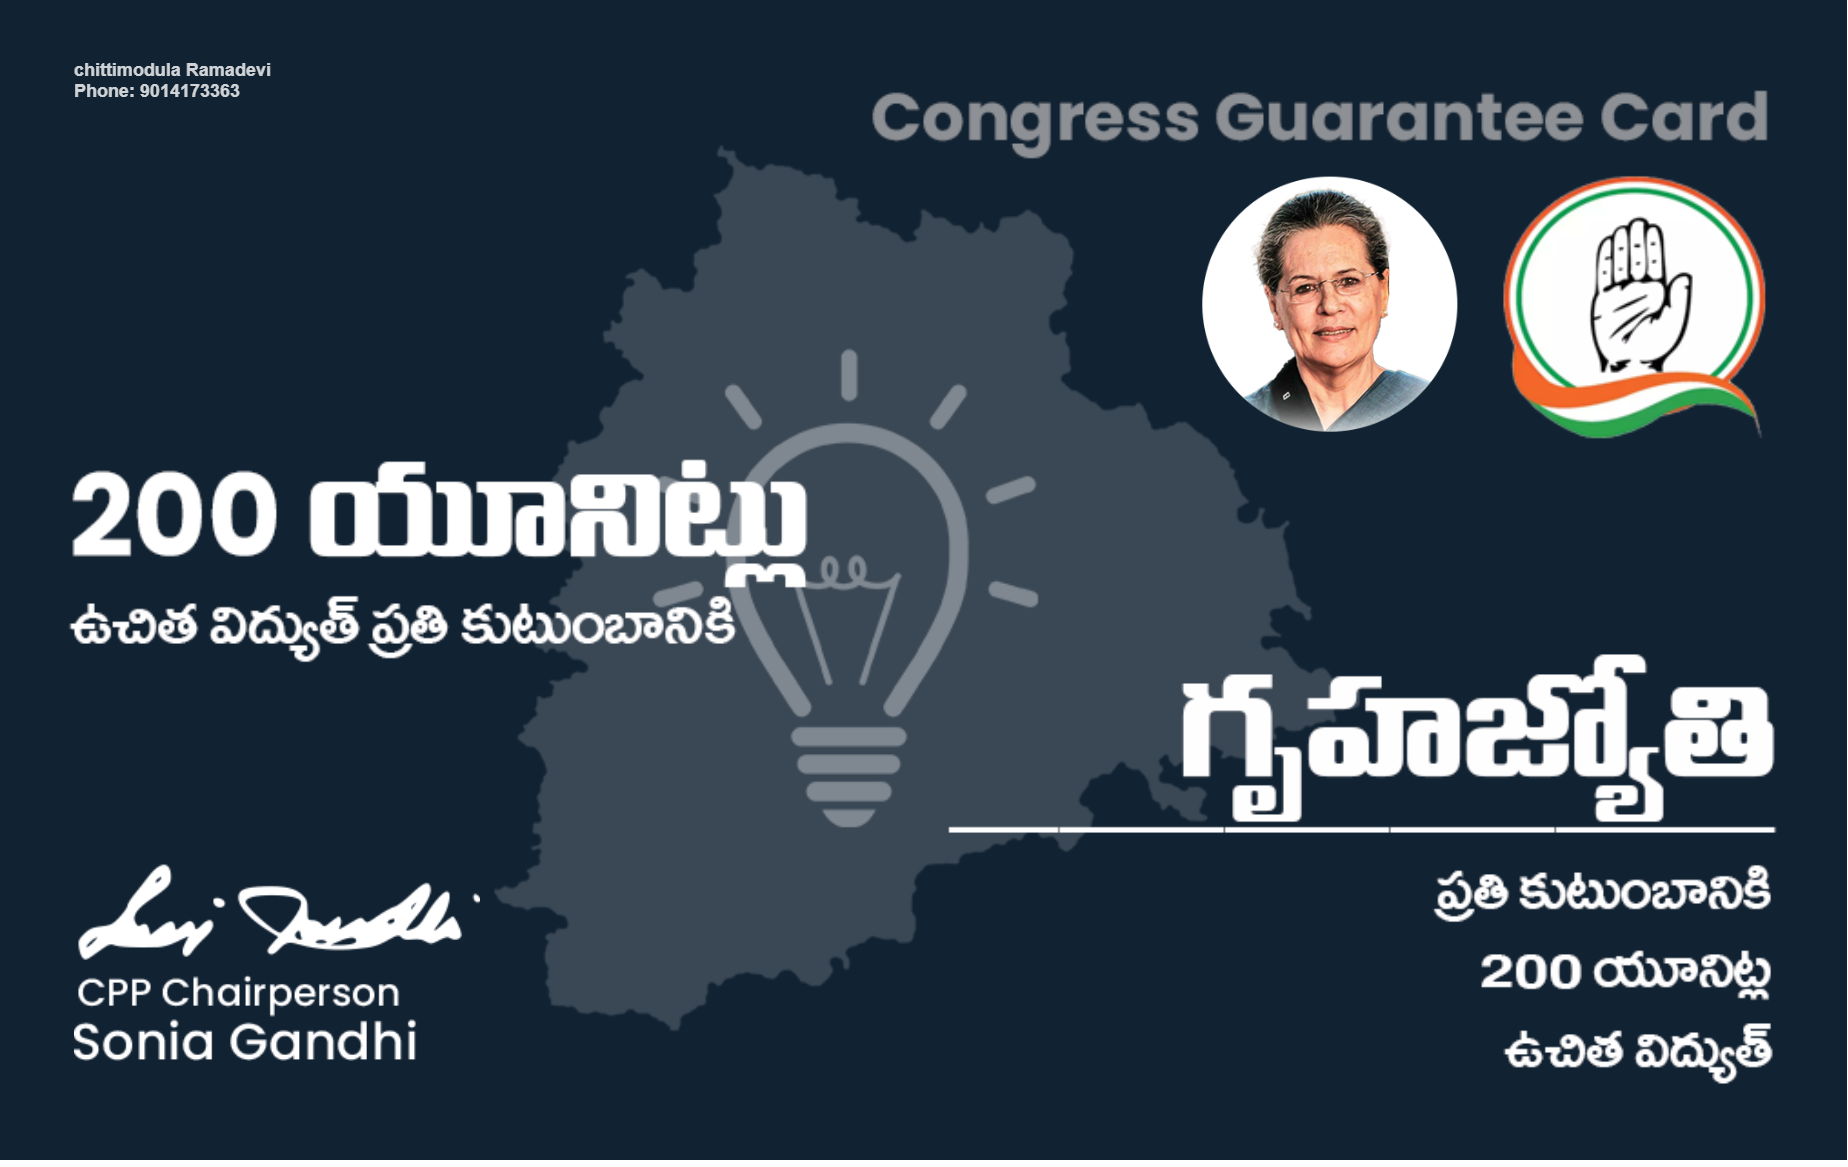 chittimodula Ramadevi
Phone: 9014173363
Congress Guarantee Card
200 యూనిట్లు
ఉచిత విద్యుత్ ప్రతి కుటుంబానికి
గృహజ్యోతి
ప్రతి కుటుంబానికి
200 యూనిట్ల
ఉచిత విద్యుత్
CPP Chairperson
Sonia Gandhi